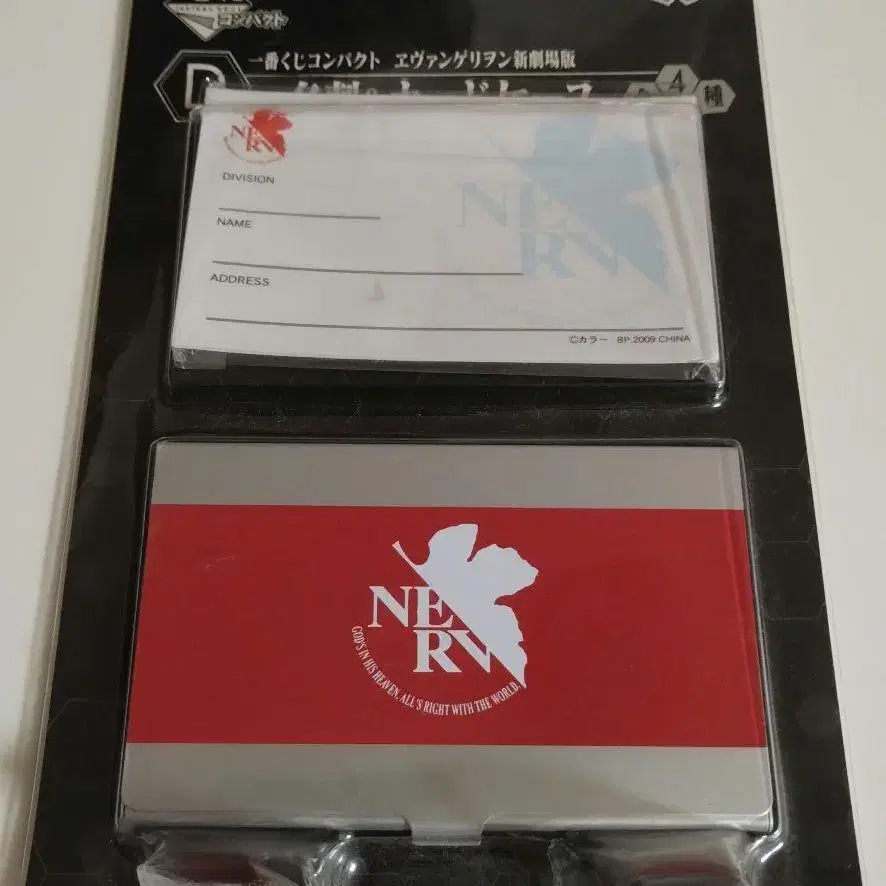 コンパクト
一番くじコンパクト ヱヴァンゲリヲン新劇場版
D
4
種
NERV
DIVISION
NAME
ADDRESS
NERV
©カラー BP.2009 CHINA
NERV
GOD'S IN HIS HEAVEN. ALL'S RIGHT WITH THE WORLD.